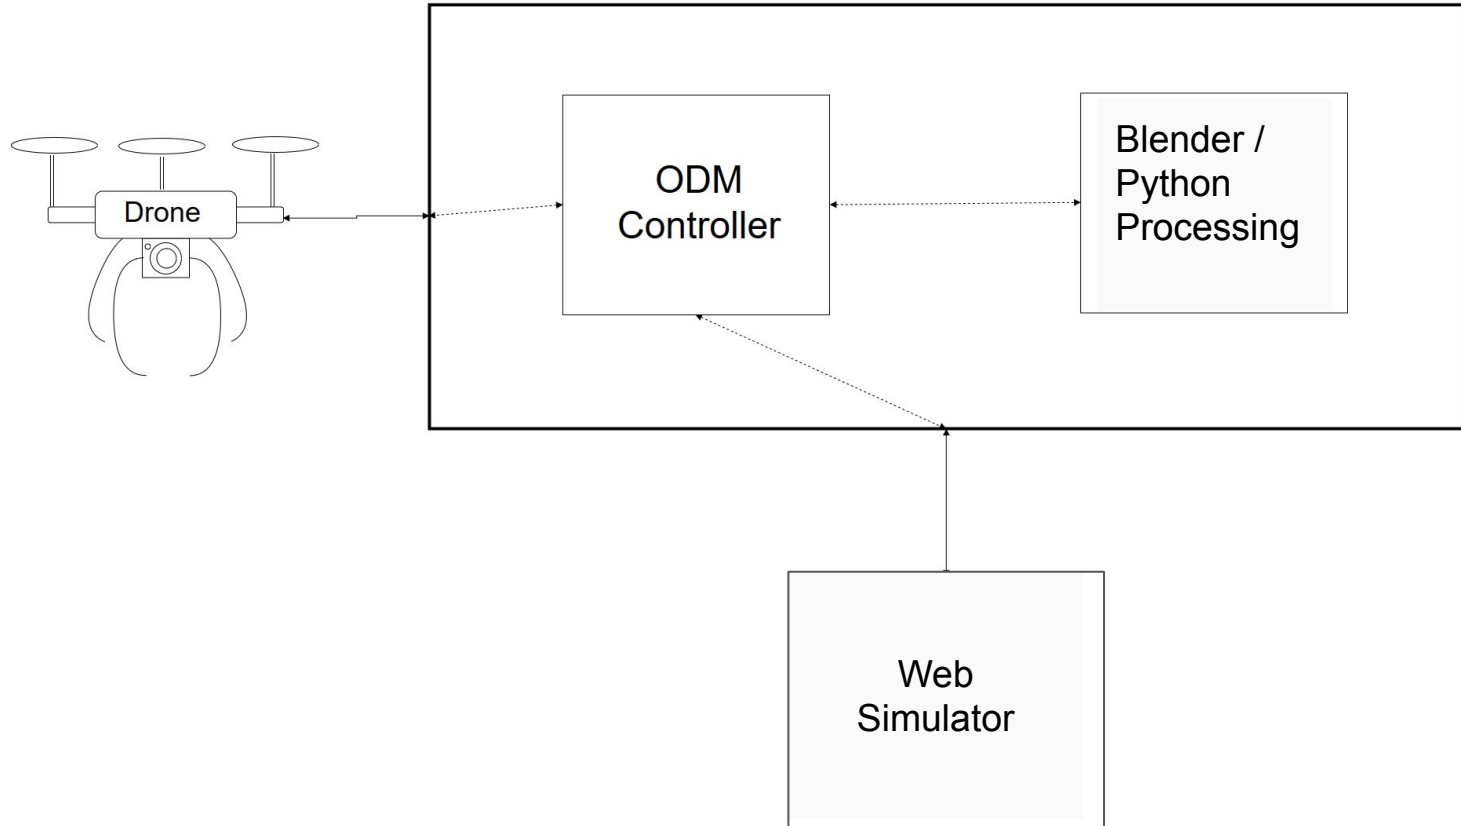 Drone
ODM
Controller
Blender /
Python
Processing
Web
Simulator